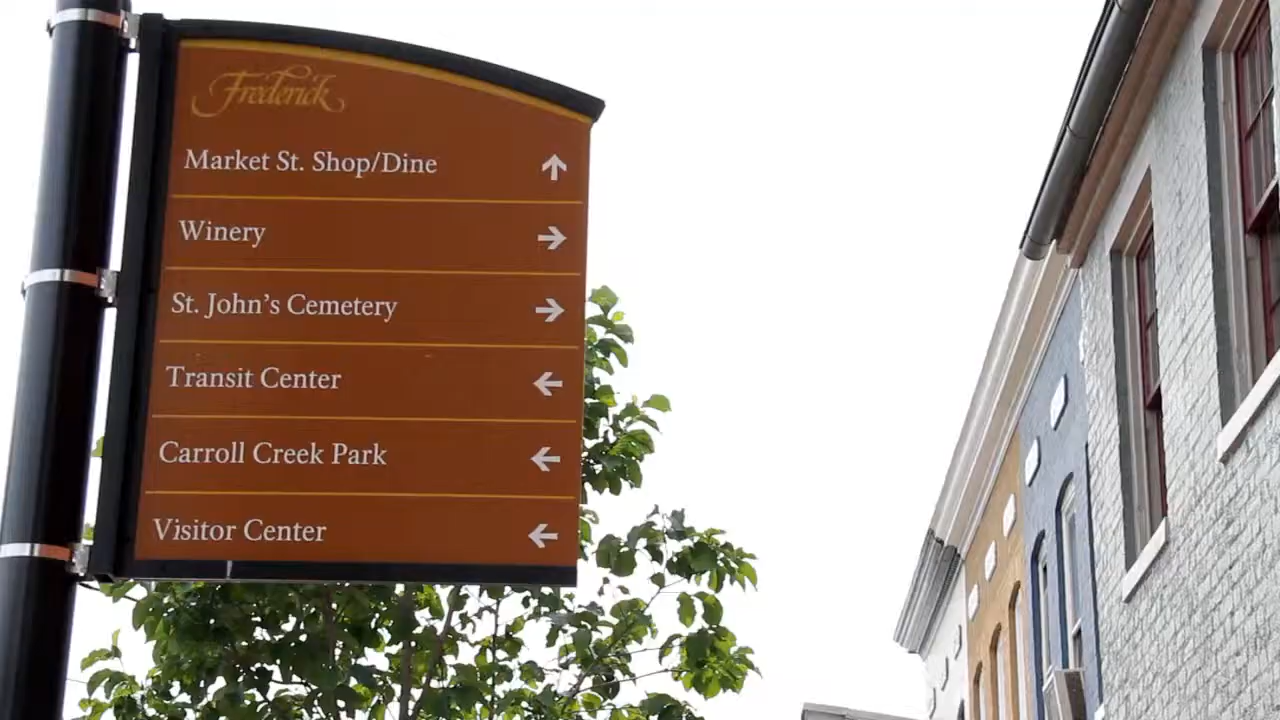 Frederick
Market St. Shop/Dine ↑
Winery →
St. John's Cemetery →
Transit Center ←
Carroll Creek Park ←
Visitor Center ←